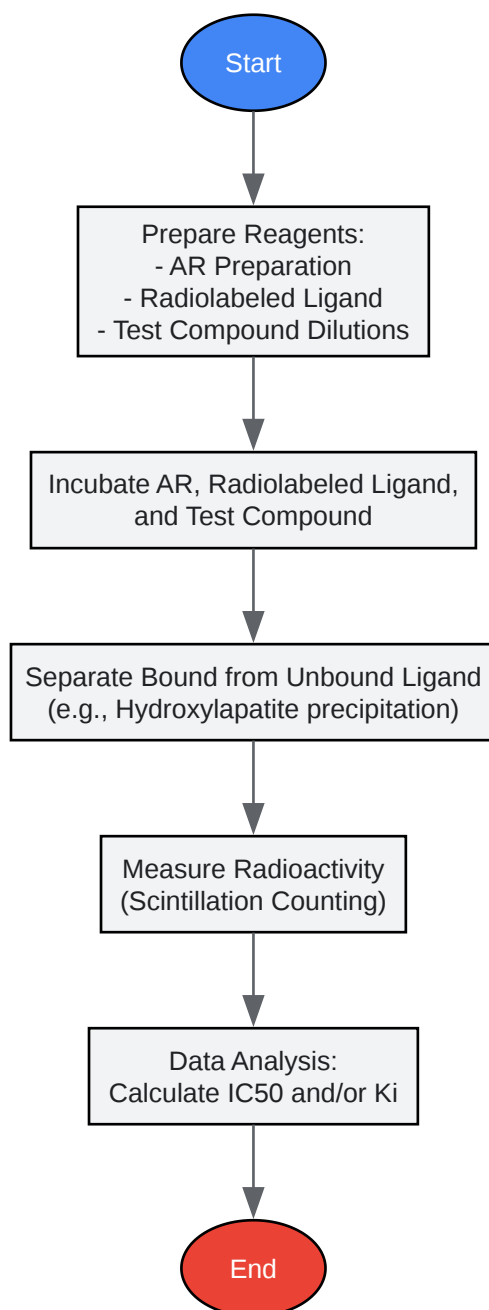 Start
Prepare Reagents:
- AR Preparation
- Radiolabeled Ligand
- Test Compound Dilutions
Incubate AR, Radiolabeled Ligand,
and Test Compound
Separate Bound from Unbound Ligand
(e.g., Hydroxylapatite precipitation)
Measure Radioactivity
(Scintillation Counting)
Data Analysis:
Calculate IC50 and/or Ki
End